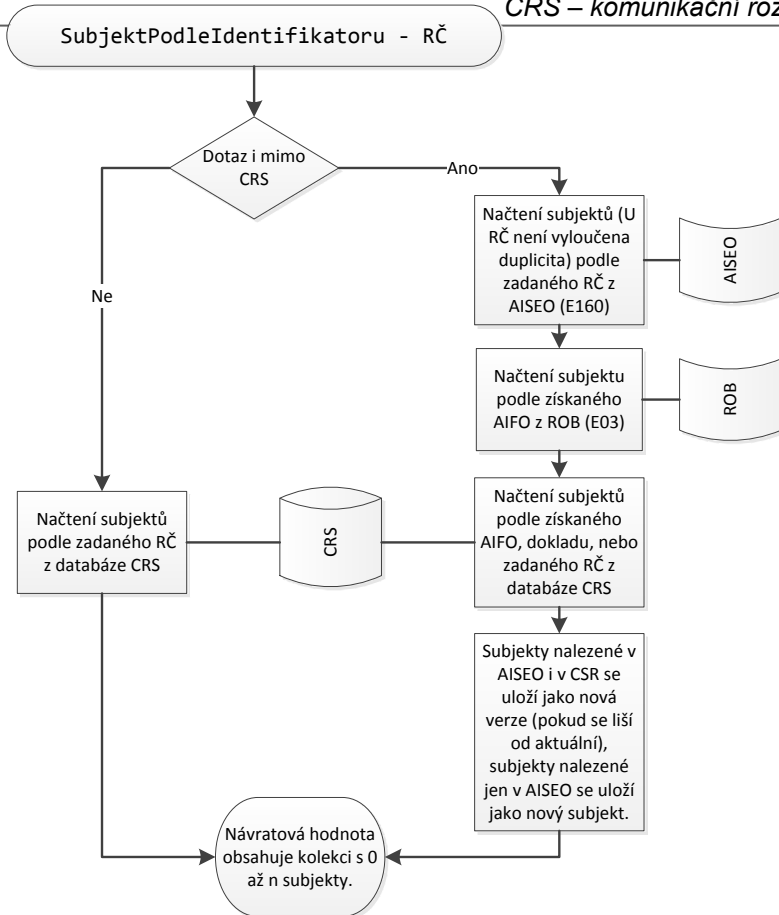 CRS – komunikační roz
SubjektPodleIdentifikatoru - RČ
Dotaz i mimo
CRS
Ano
Ne
Načtení subjektů (U
RČ není vyloučena
duplicita) podle
zadaného RČ z
AISEO (E160)
AISEO
Načtení subjektu
podle získaného
AIFO z ROB (E03)
ROB
Načtení subjektů
podle zadaného RČ
z databáze CRS
CRS
Načtení subjektů
podle získaného
AIFO, dokladu, nebo
zadaného RČ z
databáze CRS
Subjekty nalezené v
AISEO i v CSR se
uloží jako nová
verze (pokud se liší
od aktuální),
subjekty nalezené
jen v AISEO se uloží
jako nový subjekt.
Návratová hodnota
obsahuje kolekci s 0
až n subjekty.